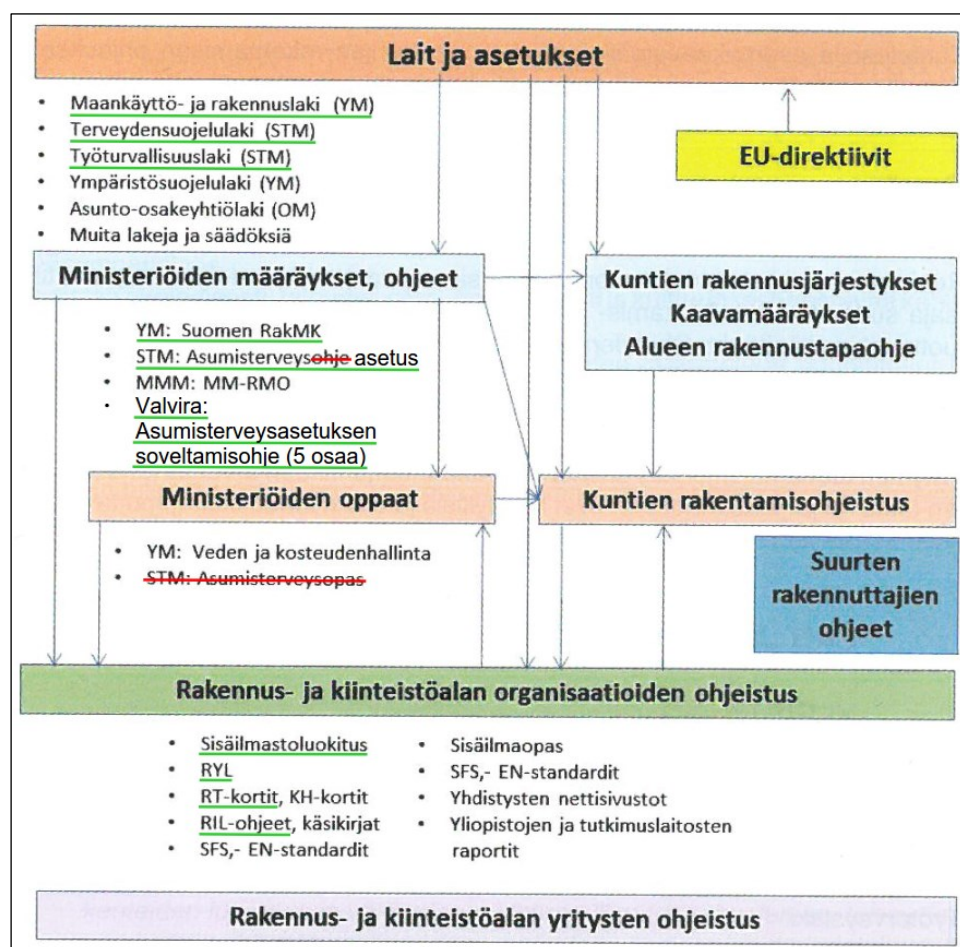 Lait ja asetukset
• Maankäyttö- ja rakennuslaki (YM)
• Terveydensuojelulaki (STM)
• Työturvallisuuslaki (STM)
• Ympäristösuojelulaki (YM)
• Asunto-osakeyhtiölaki (OM)
• Muita lakeja ja säädöksiä
EU-direktiivit
Ministeriöiden määräykset, ohjeet
Kuntien rakennusjärjestykset
Kaavamääräykset
Alueen rakennustapaohje
• YM: Suomen RakMK
• STM: Asumisterveysohje asetus
• MMM: MM-RMO
• Valvira:
Asumisterveysasetuksen
soveltamisohje (5 osaa)
Ministeriöiden oppaat
Kuntien rakentamisohjeistus
• YM: Veden ja kosteudenhallinta
• STM: Asumisterveysopas
Suurten
rakennuttajien
ohjeet
Rakennus- ja kiinteistöalan organisaatioiden ohjeistus
• Sisäilmastoluokitus
• RYL
• RT-kortit, KH-kortit
• RIL-ohjeet, käsikirjat
• SFS,- EN-standardit
• Sisäilmaopas
• SFS,- EN-standardit
• Yhdistysten nettisivustot
• Yliopistojen ja tutkimuslaitosten
raportit
Rakennus- ja kiinteistöalan yritysten ohjeistus